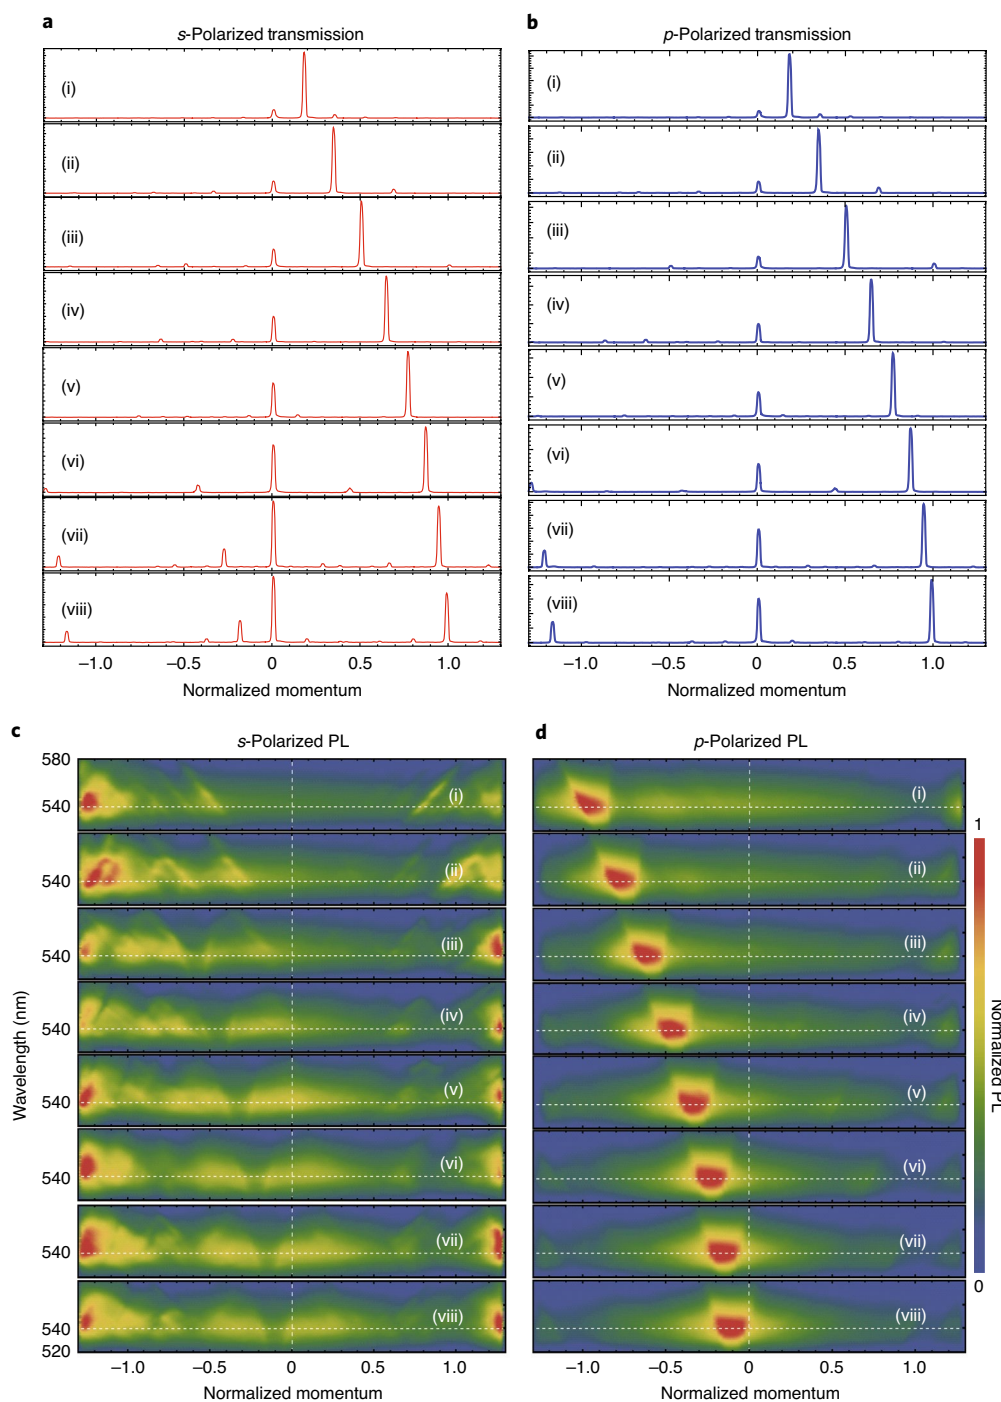 a
s-Polarized transmission
(i)
(ii)
(iii)
(iv)
(v)
(vi)
(vii)
(viii)
−1.0 −0.5 0 0.5 1.0
Normalized momentum
b
p-Polarized transmission
(i)
(ii)
(iii)
(iv)
(v)
(vi)
(vii)
(viii)
−1.0 −0.5 0 0.5 1.0
Normalized momentum
c
s-Polarized PL
Wavelength (nm)
580
540
(i)
540
(ii)
540
(iii)
540
(iv)
540
(v)
540
(vi)
540
(vii)
540
(viii)
520
−1.0 −0.5 0 0.5 1.0
Normalized momentum
d
p-Polarized PL
(i)
(ii)
(iii)
(iv)
(v)
(vi)
(vii)
(viii)
−1.0 −0.5 0 0.5 1.0
Normalized momentum
1
Normalized PL
0